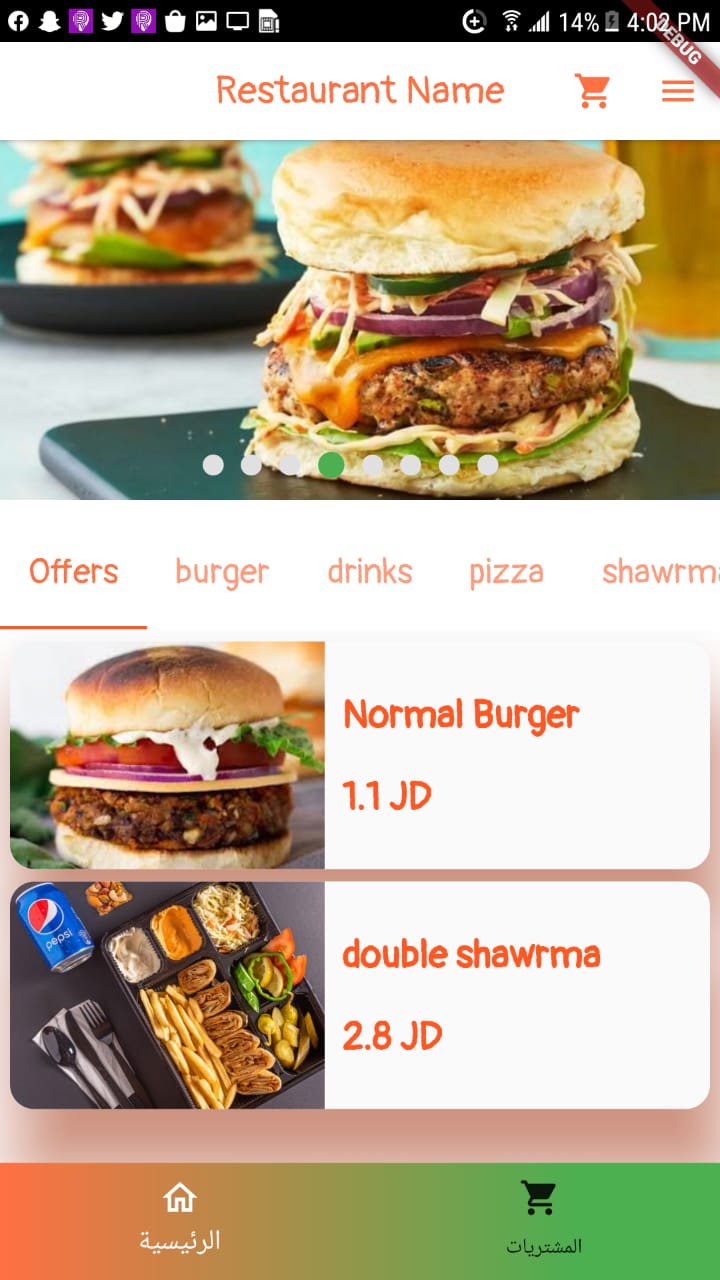 14% 4:02 PM
DEBUG
Restaurant Name
Offers burger drinks pizza shawrma
Normal Burger
1.1 JD
pepsi
double shawrma
2.8 JD
الرئيسية
المشتريات